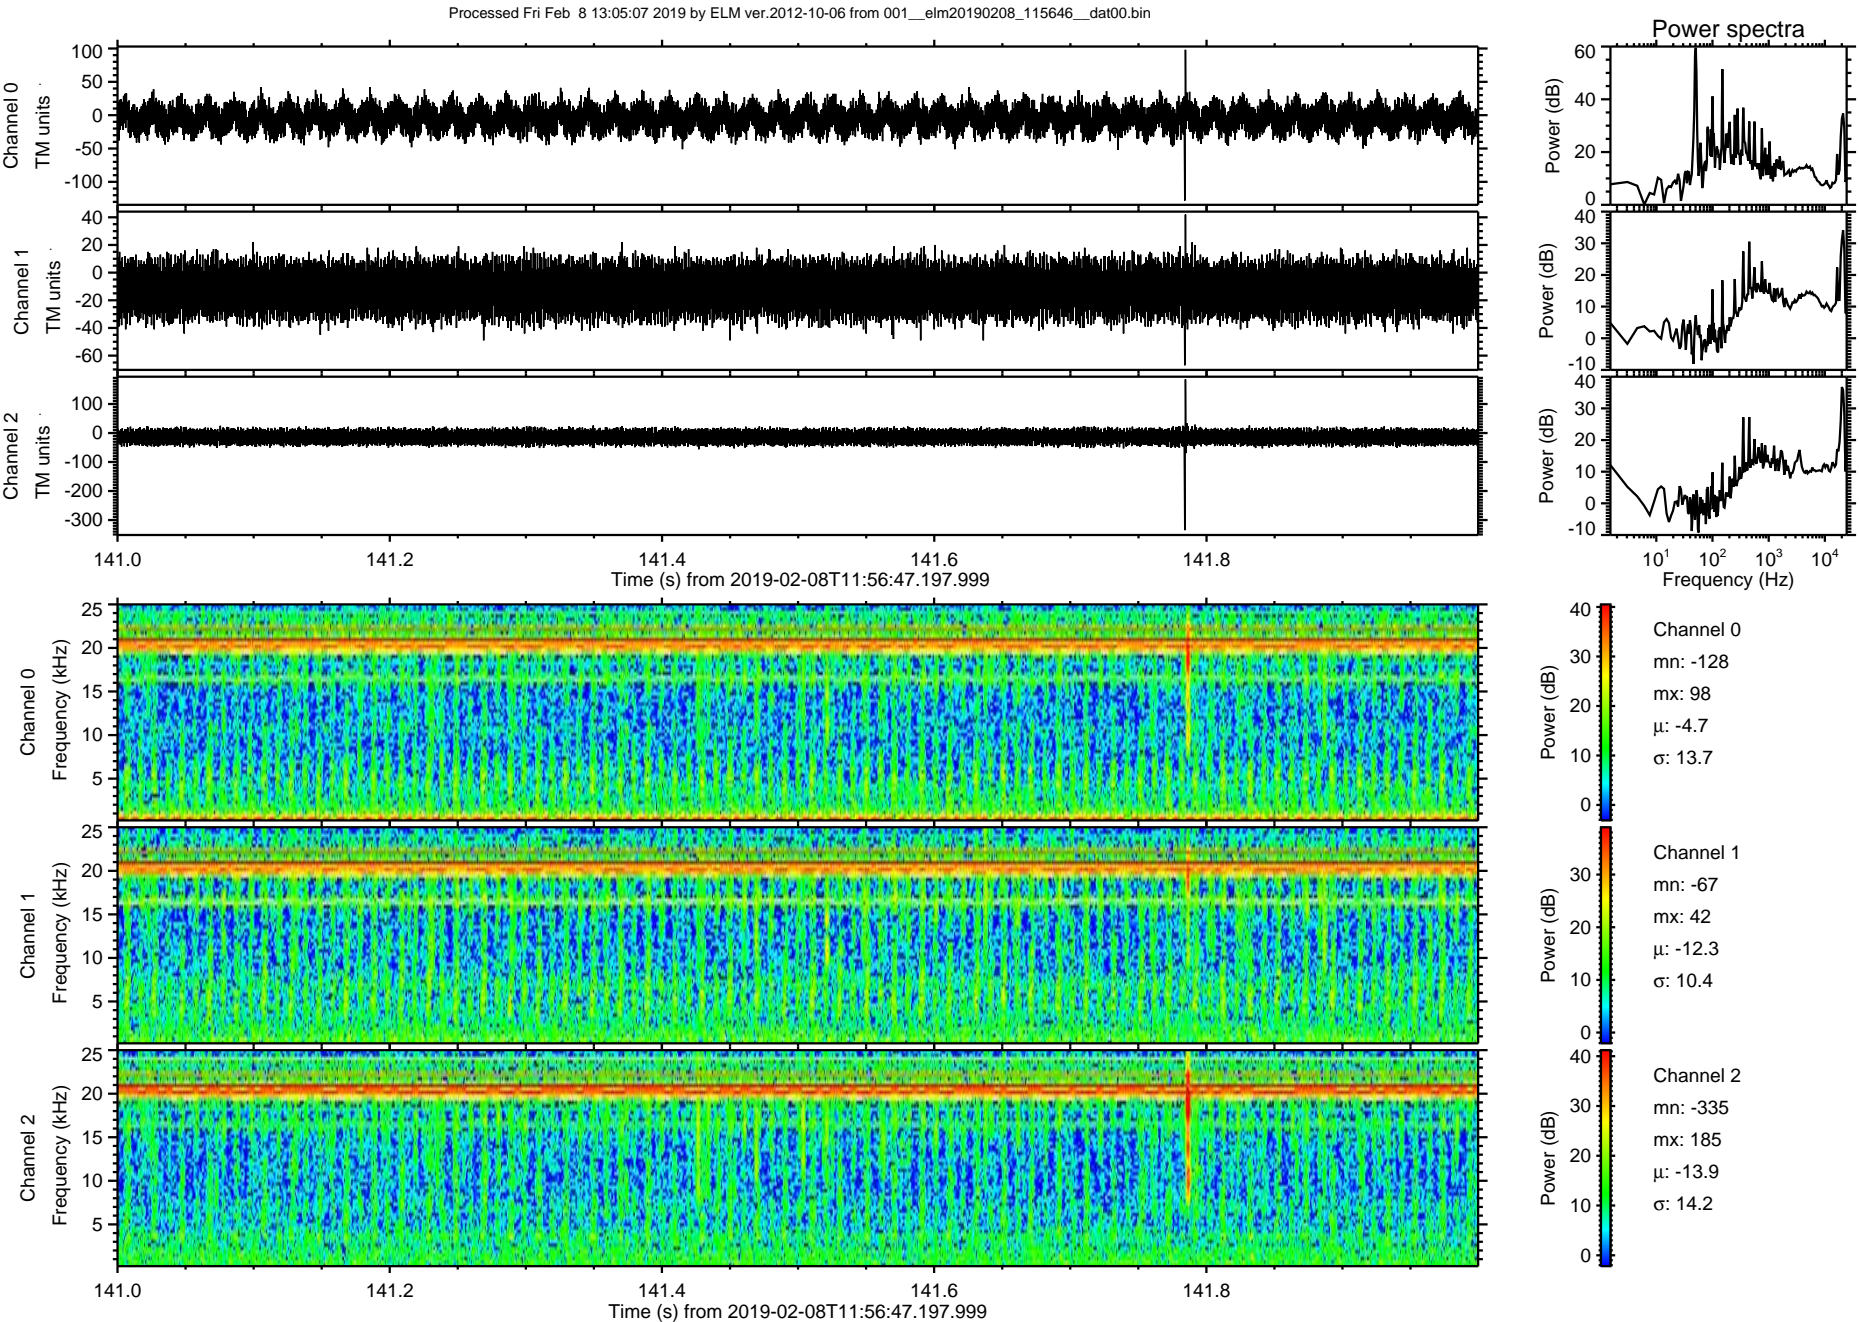 Processed Fri Feb  8 13:05:07 2019 by ELM ver.2012-10-06 from 001__elm20190208_115646__dat00.bin
Power spectra
Channel 0
TM units
100
50
0
-50
-100
Power (dB)
60
40
20
0
Channel 1
TM units
40
20
0
-20
-40
-60
Power (dB)
40
30
20
10
0
-10
Channel 2
TM units
100
0
-100
-200
-300
Power (dB)
40
30
20
10
0
-10
141.0 141.2 141.4 141.6 141.8
Time (s) from 2019-02-08T11:56:47.197.999
10^1 10^2 10^3 10^4
Frequency (Hz)
Channel 0
Frequency (kHz)
25
20
15
10
5
Power (dB)
40
30
20
10
0
Channel 0
mn: -128
mx: 98
μ: -4.7
σ: 13.7
Channel 1
Frequency (kHz)
25
20
15
10
5
Power (dB)
30
20
10
0
Channel 1
mn: -67
mx: 42
μ: -12.3
σ: 10.4
Channel 2
Frequency (kHz)
25
20
15
10
5
Power (dB)
40
30
20
10
0
Channel 2
mn: -335
mx: 185
μ: -13.9
σ: 14.2
141.0 141.2 141.4 141.6 141.8
Time (s) from 2019-02-08T11:56:47.197.999